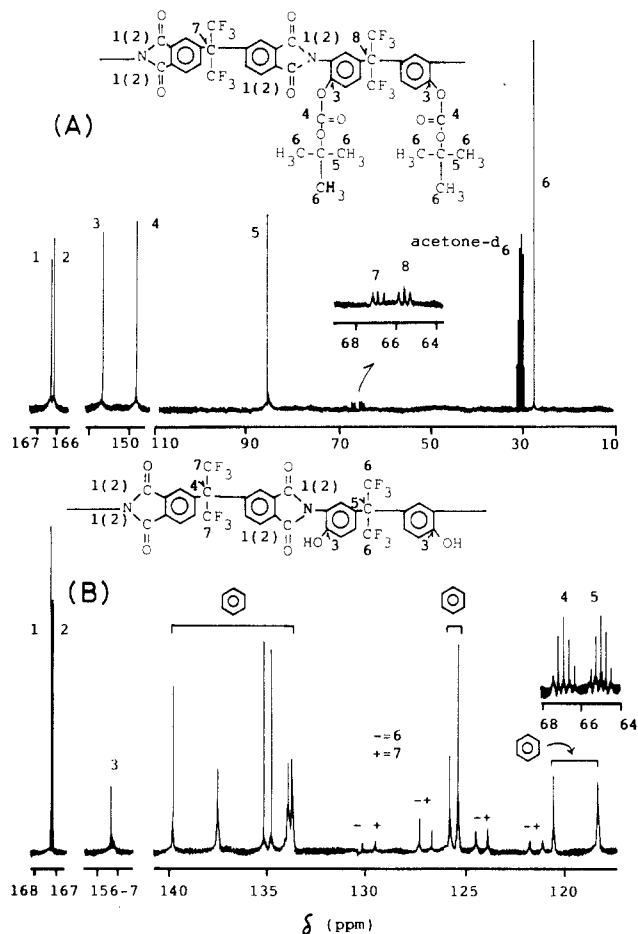 7 CF₃ 8 CF₃
O O
1(2) C C 1(2)
N C N C
1(2) C CF₃ C CF₃
O 1(2) O O 3 3 O
4 C=O O=C 4
(A)
6 O 6 6 O 6
H₃C-C-CH₃ H₃C-C-CH₃
5 5
6 CH₃ 6 CH₃
6
3 4 5
1 2
acetone-d₆
7 8
68 66 64
167 166 150 110 90 70 50 30 10
7 CF₃ 6 CF₃
O O
1(2) C 4 C 1(2) 5
N C N C
1(2) C CF₃ C CF₃
O 7 1(2) O HO 3 6 3 OH
(B)
1 2
4 5
68 66 64
3
-=6
+=7
- + -+ -+ -+
168 167 156-7 140 135 130 125 120
δ (ppm)